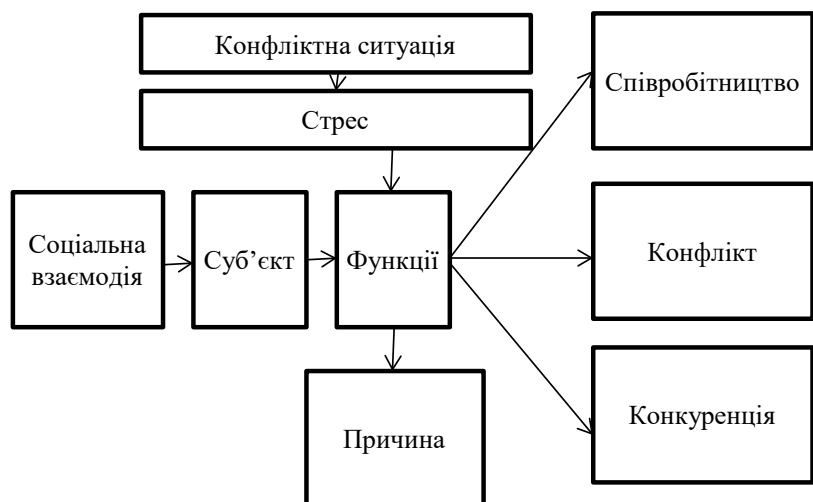 Конфліктна ситуація
Стрес
Співробітництво
Соціальна
взаємодія
Суб’єкт
Функції
Конфлікт
Причина
Конкуренція